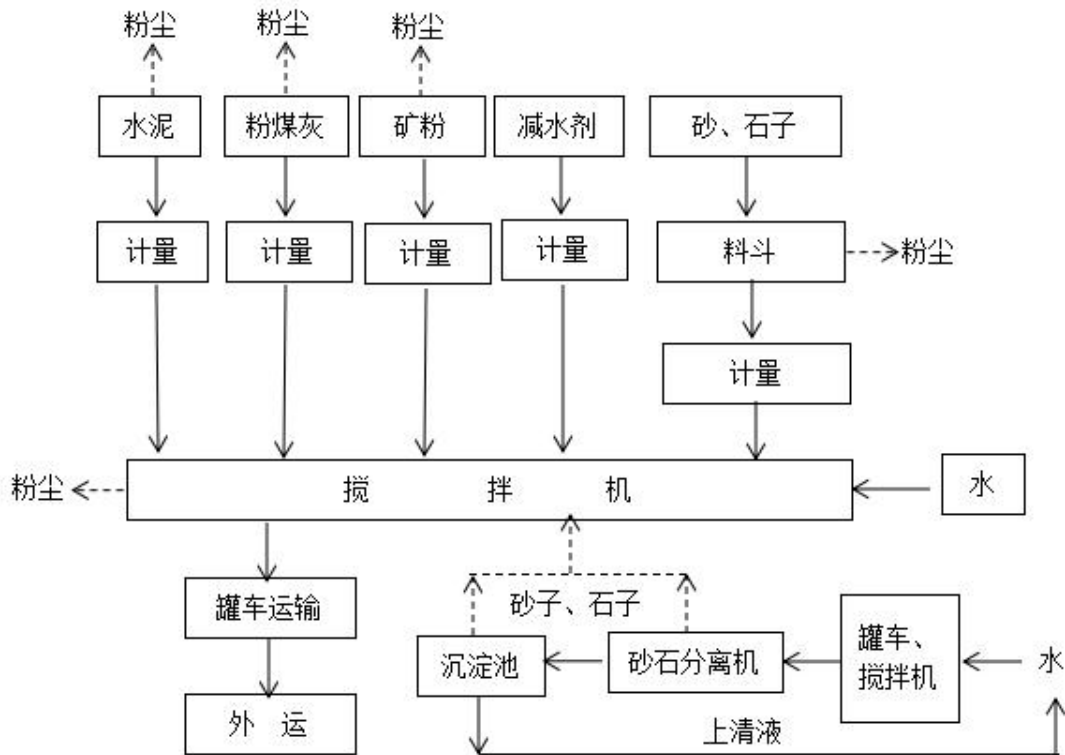 粉尘
粉尘
粉尘
水泥
粉煤灰
矿粉
减水剂
砂、石子
计量
计量
计量
计量
料斗
粉尘
计量
粉尘
搅 拌 机
水
罐车运输
砂子、石子
沉淀池
砂石分离机
罐车、
搅拌机
水
外 运
上清液